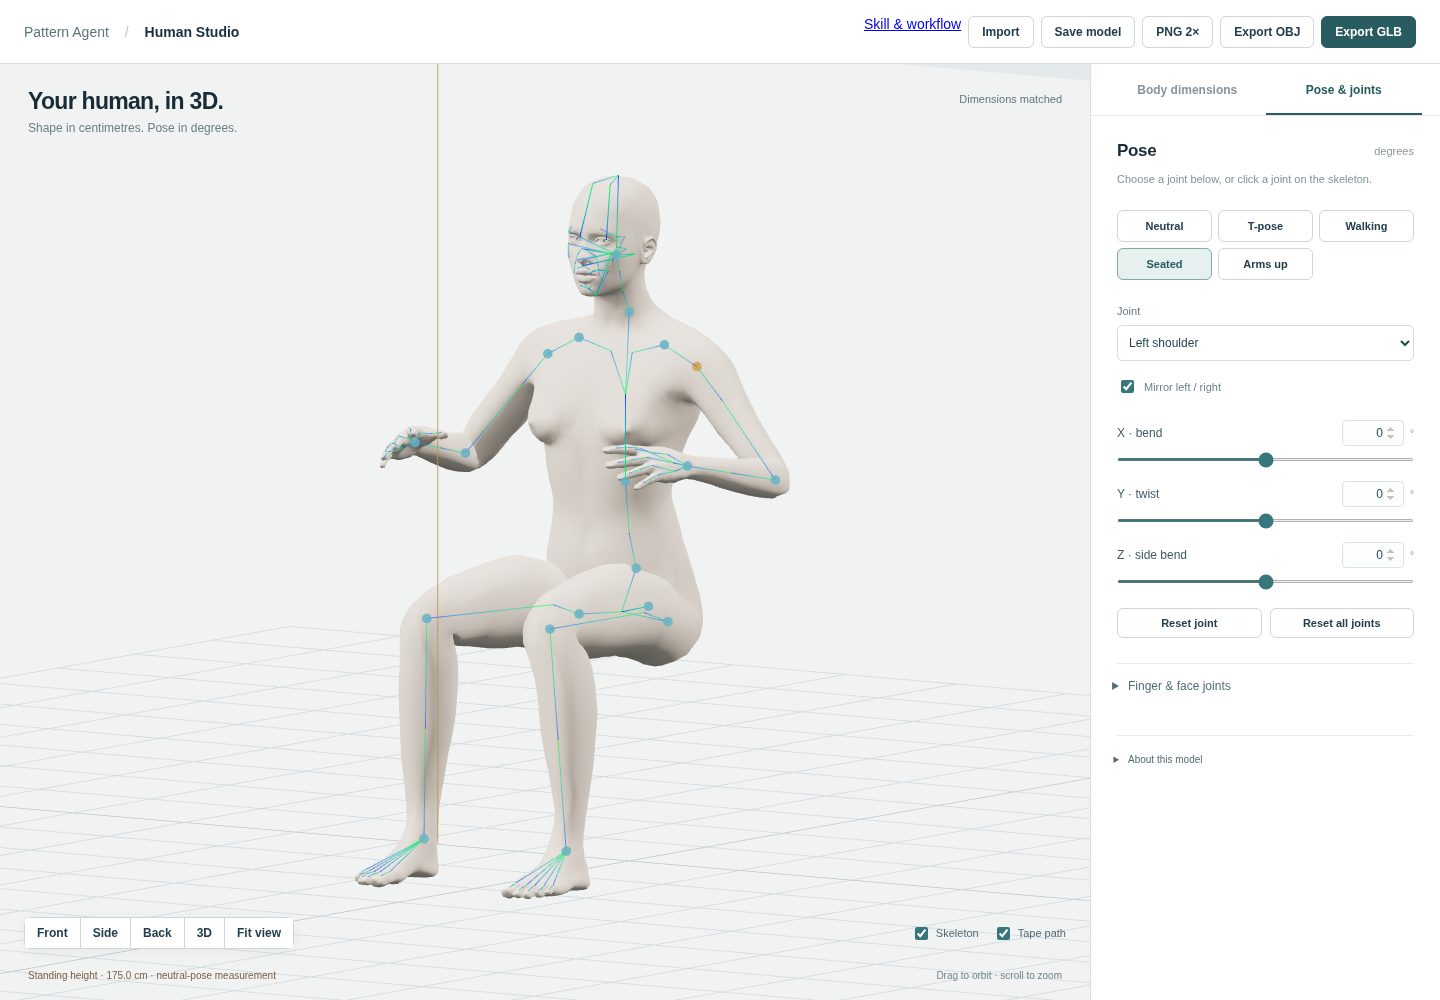 Pattern Agent / Human Studio
Skill & workflow
Import
Save model
PNG 2×
Export OBJ
Export GLB
Your human, in 3D.
Shape in centimetres. Pose in degrees.
Dimensions matched
Body dimensions
Pose & joints
Pose
degrees
Choose a joint below, or click a joint on the skeleton.
Neutral
T-pose
Walking
Seated
Arms up
Joint
Left shoulder
Mirror left / right
X · bend
0 °
Y · twist
0 °
Z · side bend
0 °
Reset joint
Reset all joints
Finger & face joints
About this model
Front
Side
Back
3D
Fit view
Skeleton
Tape path
Standing height · 175.0 cm · neutral-pose measurement
Drag to orbit · scroll to zoom